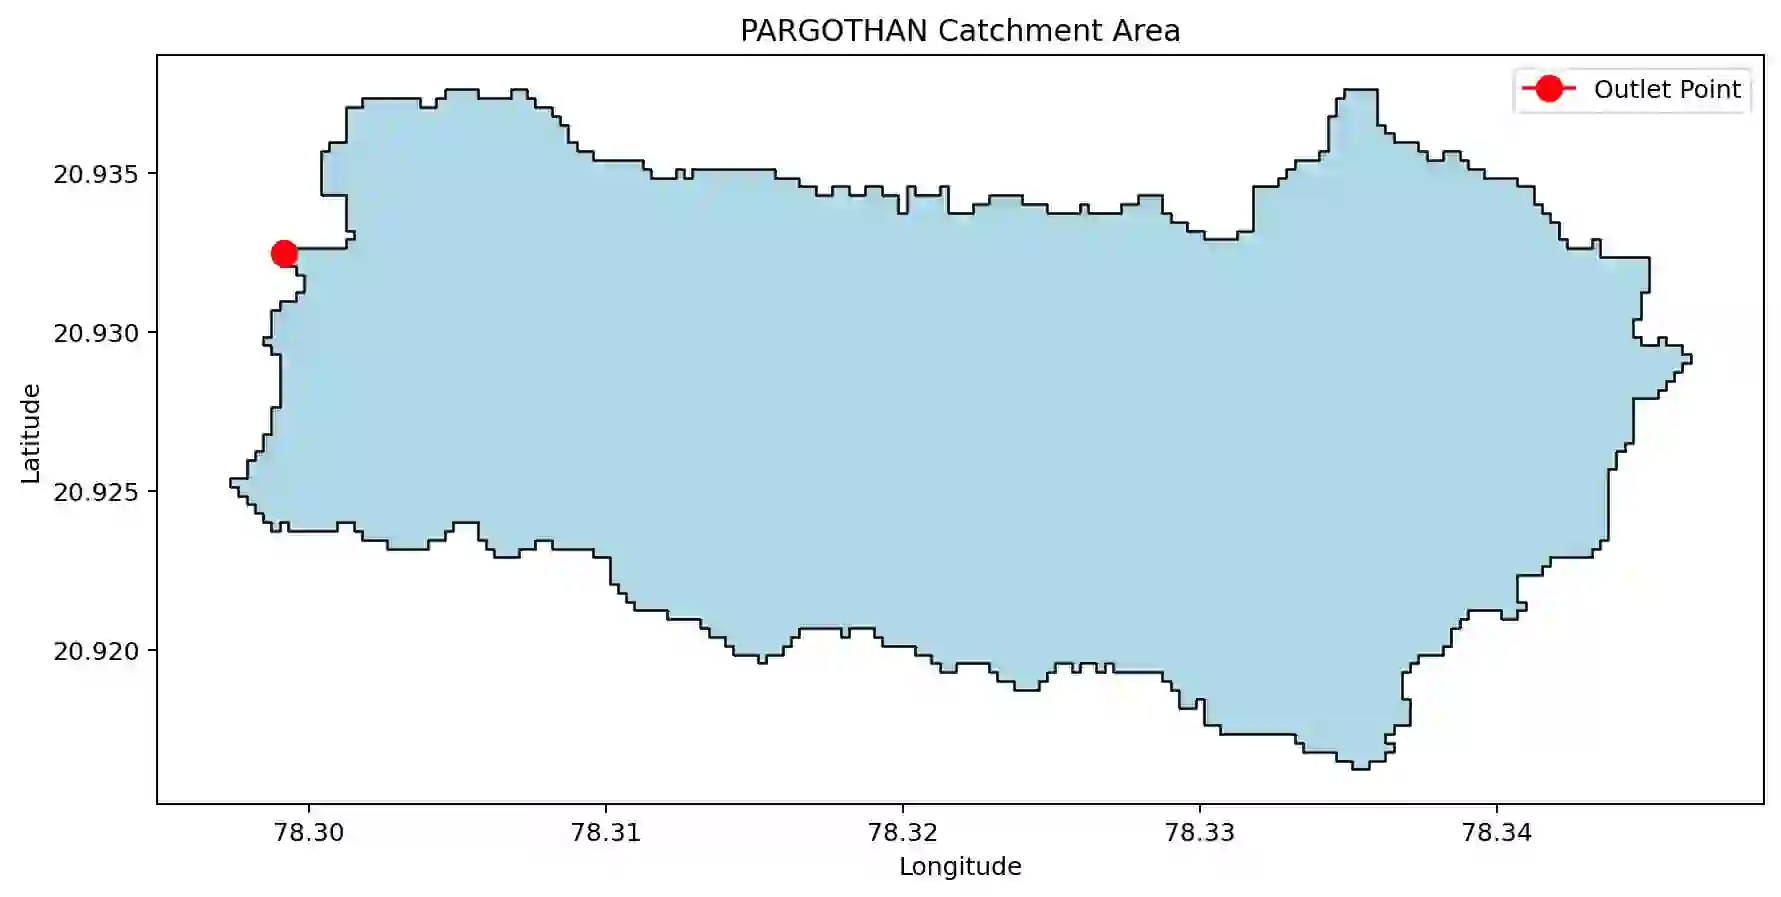 PARGOTHAN Catchment Area
Outlet Point
20.935
20.930
20.925
20.920
Latitude
78.30 78.31 78.32 78.33 78.34
Longitude